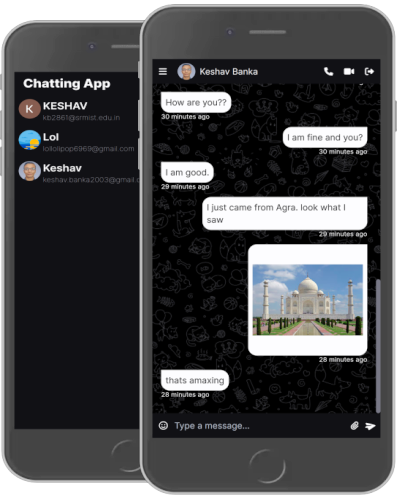 Chatting App
K
KESHAV
kb2861@srmist.edu.in
Lol
lollolipop6969@gmail.com
Keshav
keshav.banka2003@gmail.c
Keshav Banka
How are you??
30 minutes ago
I am fine and you?
30 minutes ago
I am good.
29 minutes ago
I just came from Agra. look what I
saw
29 minutes ago
28 minutes ago
thats amaxing
28 minutes ago
Type a message...